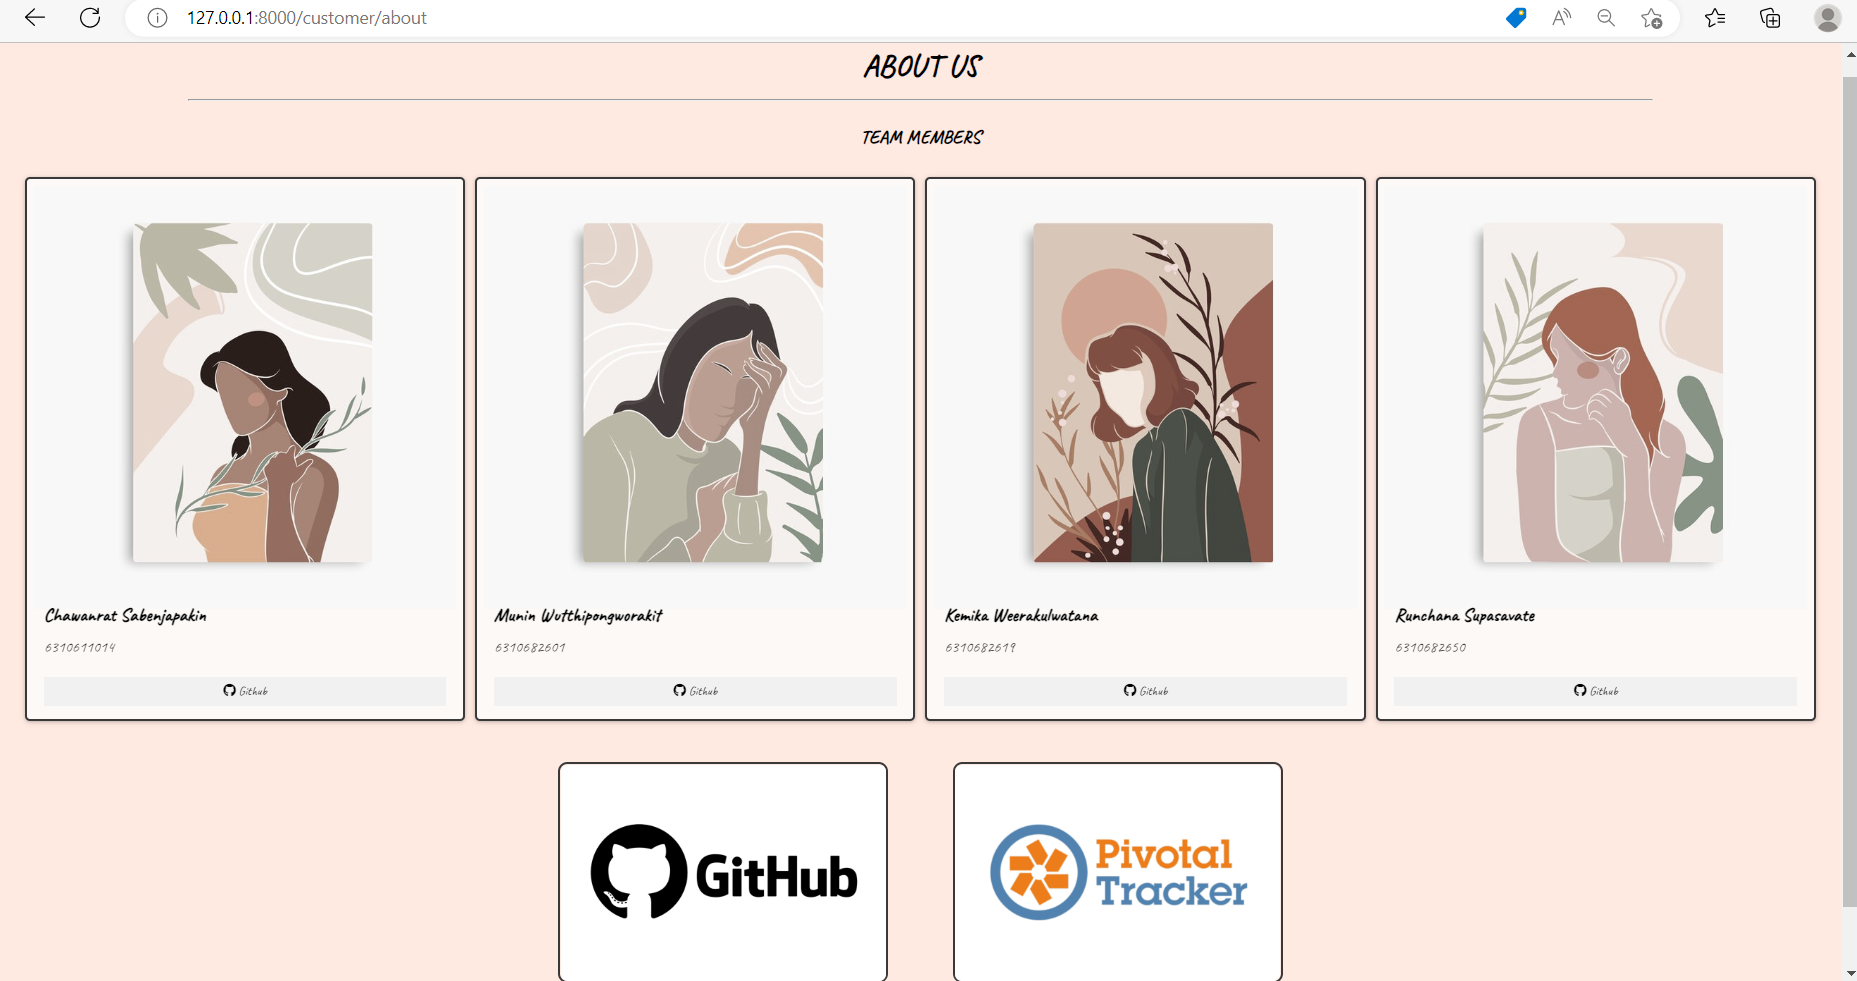 127.0.0.1:8000/customer/about
ABOUT US
TEAM MEMBERS
Chawanrat Sabenjapakin
6310611014
Github
Munin Wutthipongworakit
6310682601
Github
Kemika Weerakulwatana
6310682619
Github
Runchana Supasavate
6310682650
Github
GitHub
Pivotal
Tracker